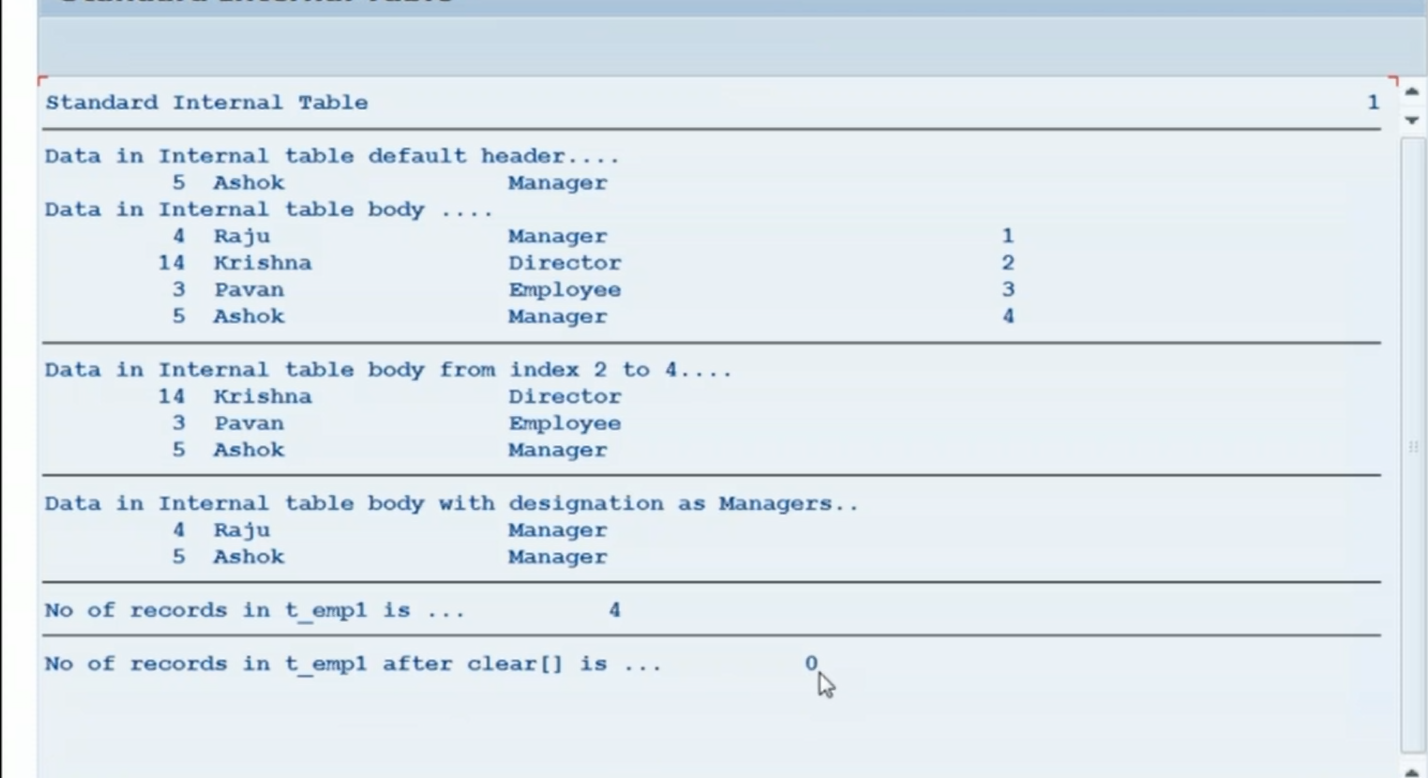 Standard Internal Table 1
Data in Internal table default header....
5 Ashok Manager
Data in Internal table body ....
4 Raju Manager 1
14 Krishna Director 2
3 Pavan Employee 3
5 Ashok Manager 4
Data in Internal table body from index 2 to 4....
14 Krishna Director
3 Pavan Employee
5 Ashok Manager
Data in Internal table body with designation as Managers..
4 Raju Manager
5 Ashok Manager
No of records in t_emp1 is ... 4
No of records in t_emp1 after clear[] is ... 0